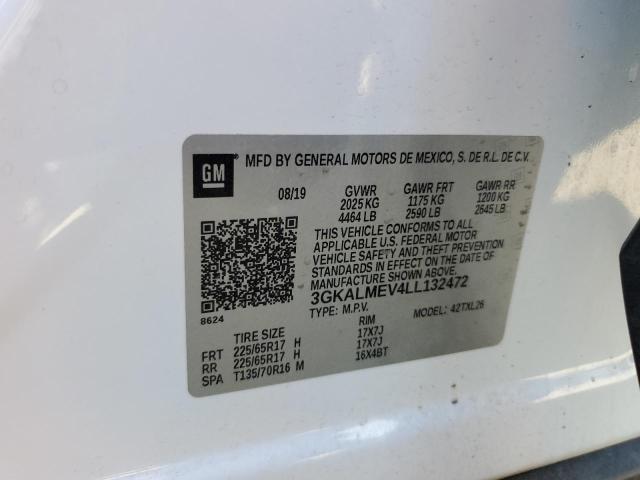 GM MFD BY GENERAL MOTORS DE MEXICO, S. DE R.L. DE C.V.
08/19 GVWR GAWR FRT GAWR RR
2025 KG 1175 KG 1200 KG
4464 LB 2590 LB 2645 LB
THIS VEHICLE CONFORMS TO ALL
APPLICABLE U.S. FEDERAL MOTOR
VEHICLE SAFETY AND THEFT PREVENTION
STANDARDS IN EFFECT ON THE DATE OF
MANUFACTURE SHOWN ABOVE.
3GKALMEV4LL132472
8624
TYPE: M.P.V. MODEL: 42TXL26
TIRE SIZE RIM
FRT 225/65R17 H 17X7J
RR 225/65R17 H 17X7J
SPA T135/70R16 M 16X4BT